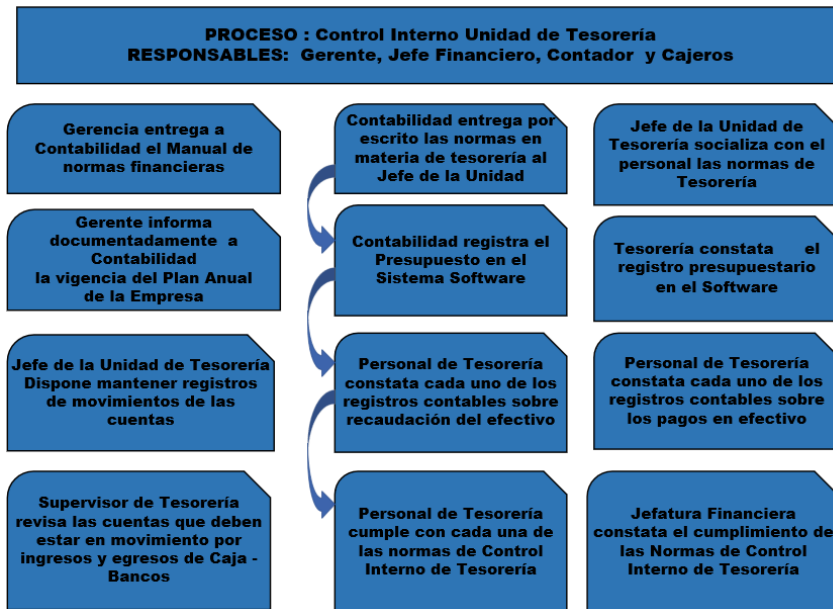 PROCESO : Control Interno Unidad de Tesorería
RESPONSABLES: Gerente, Jefe Financiero, Contador y Cajeros
Gerencia entrega a
Contabilidad el Manual de
normas financieras
Contabilidad entrega por
escrito las normas en
materia de tesorería al
Jefe de la Unidad
Jefe de la Unidad de
Tesorería socializa con el
personal las normas de
Tesorería
Gerente informa
documentadamente a
Contabilidad
la vigencia del Plan Anual
de la Empresa
Contabilidad registra el
Presupuesto en el
Sistema Software
Tesorería constata el
registro presupuestario
en el Software
Jefe de la Unidad de Tesorería
Dispone mantener registros
de movimientos de las
cuentas
Personal de Tesorería
constata cada uno de los
registros contables sobre
recaudación del efectivo
Personal de Tesorería
constata cada uno de los
registros contables sobre
los pagos en efectivo
Supervisor de Tesorería
revisa las cuentas que deben
estar en movimiento por
ingresos y egresos de Caja -
Bancos
Personal de Tesorería
cumple con cada una de
las normas de Control
Interno de Tesorería
Jefatura Financiera
constata el cumplimiento de
las Normas de Control
Interno de Tesorería